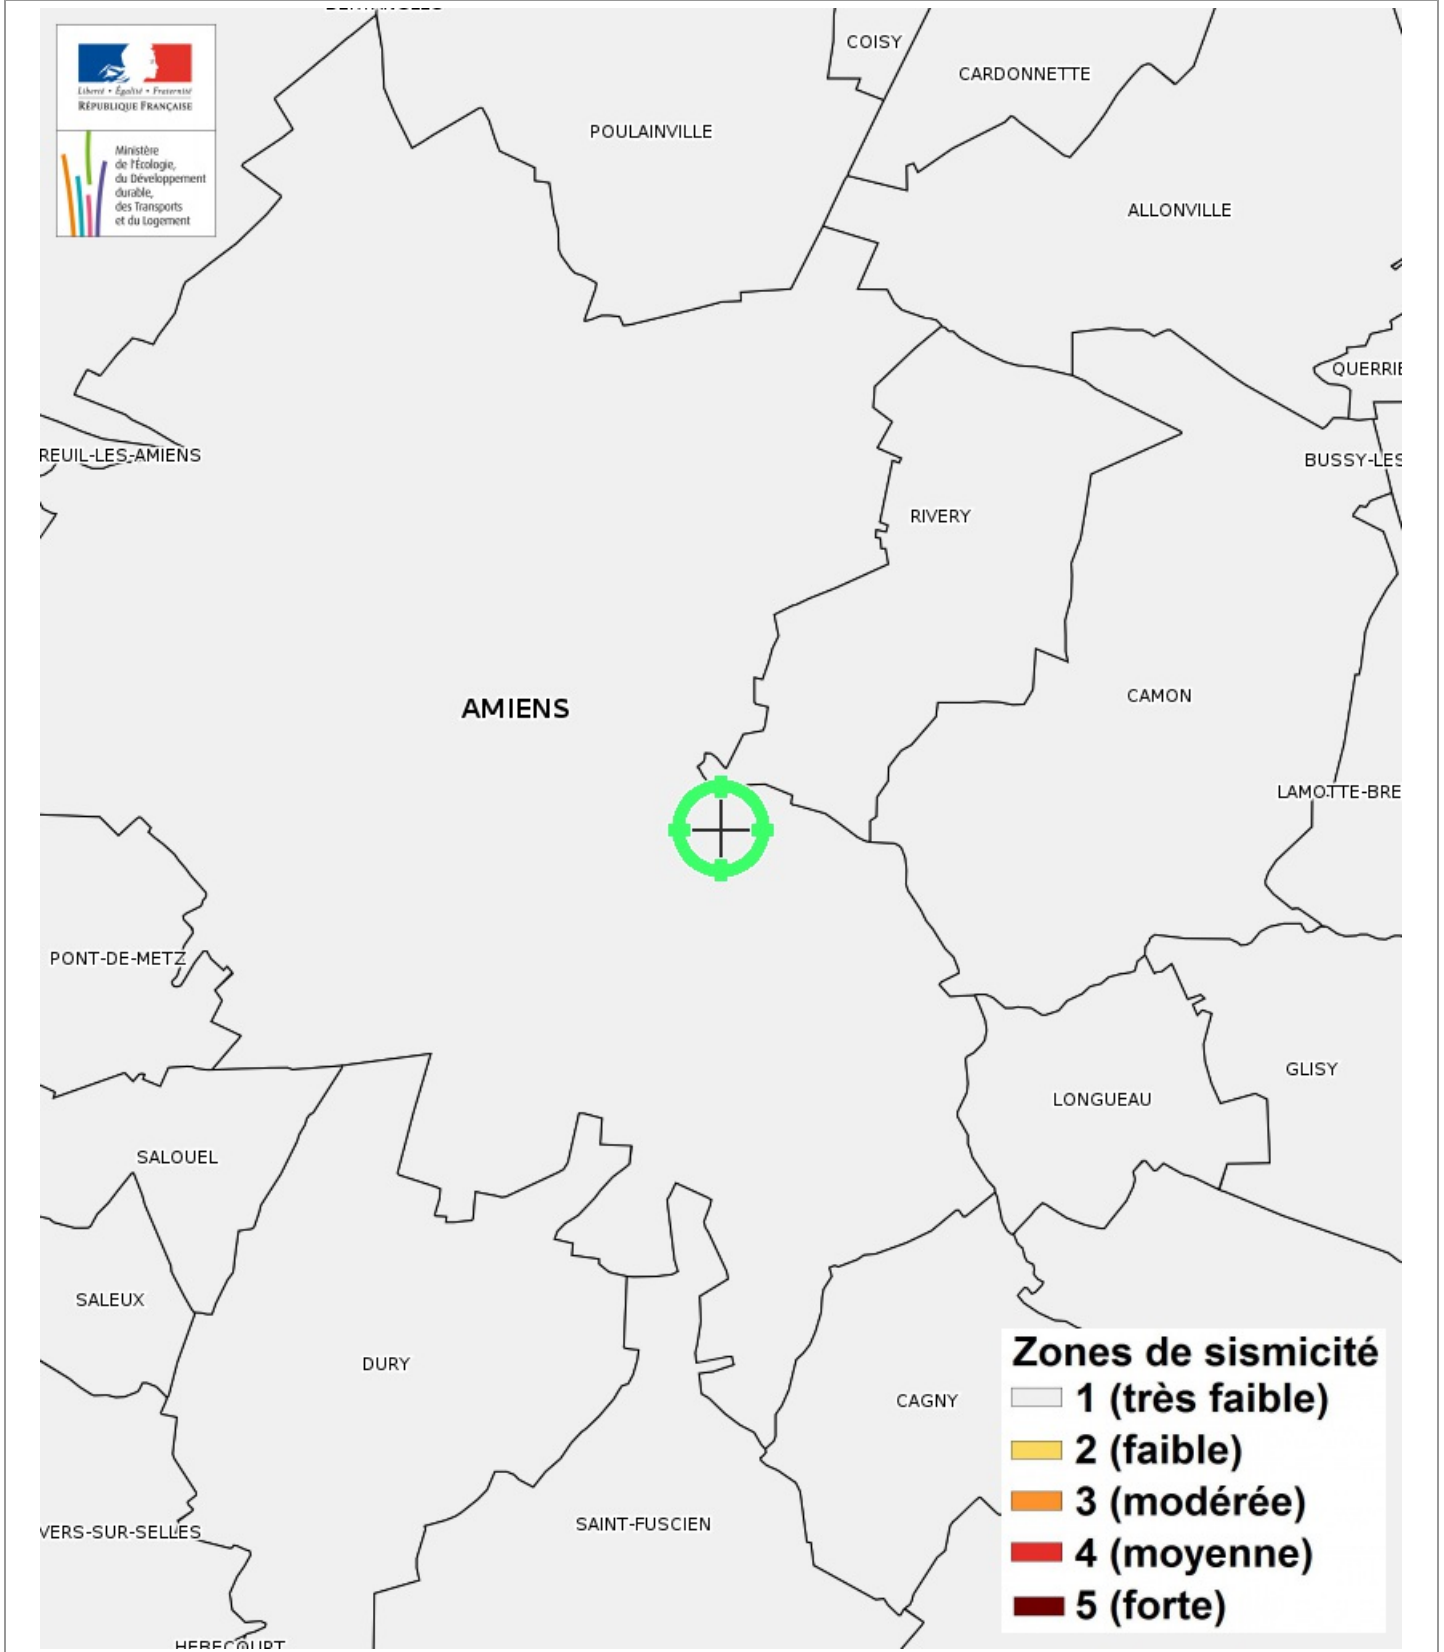 COISY
CARDONNETTE
Liberté • Égalité • Fraternité
RÉPUBLIQUE FRANÇAISE
POULAINVILLE
Ministère
de l'Écologie,
du Développement
durable,
des Transports
et du Logement
ALLONVILLE
QUERRIE
REUIL-LES-AMIENS
BUSSY-LES
RIVERY
CAMON
AMIENS
LAMOTTE-BRE
PONT-DE-METZ
GLISY
LONGUEAU
SALOUEL
SALEUX
DURY
CAGNY
SAINT-FUSCIEN
VERS-SUR-SELLES
HEBECOURT
Zones de sismicité
1 (très faible)
2 (faible)
3 (modérée)
4 (moyenne)
5 (forte)